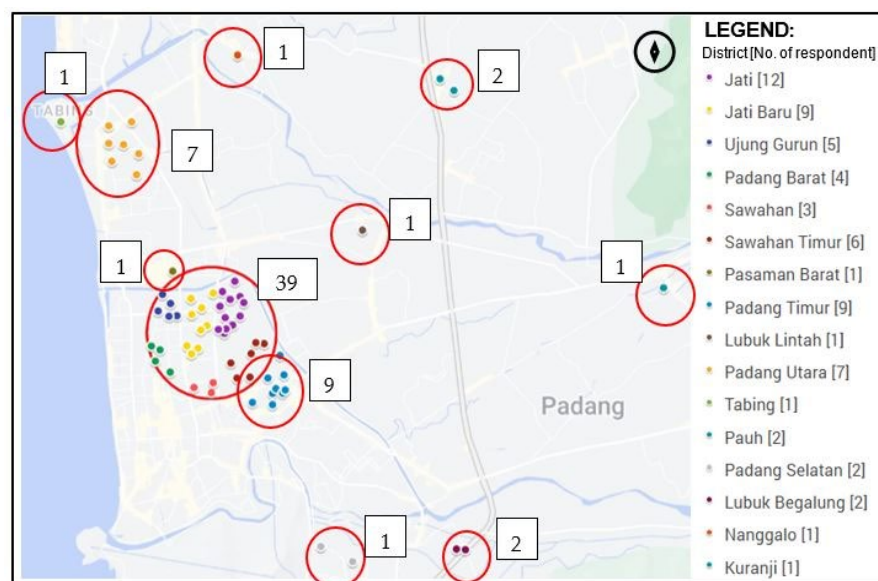 LEGEND:
District [No. of respondent]
Jati [12]
Jati Baru [9]
Ujung Gurun [5]
Padang Barat [4]
Sawahan [3]
Sawahan Timur [6]
Pasaman Barat [1]
Padang Timur [9]
Lubuk Lintah [1]
Padang Utara [7]
Tabing [1]
Pauh [2]
Padang Selatan [2]
Lubuk Begalung [2]
Nanggalo [1]
Kuranji [1]
1
1
2
TABING
7
1
1
39
1
9
Padang
1
2